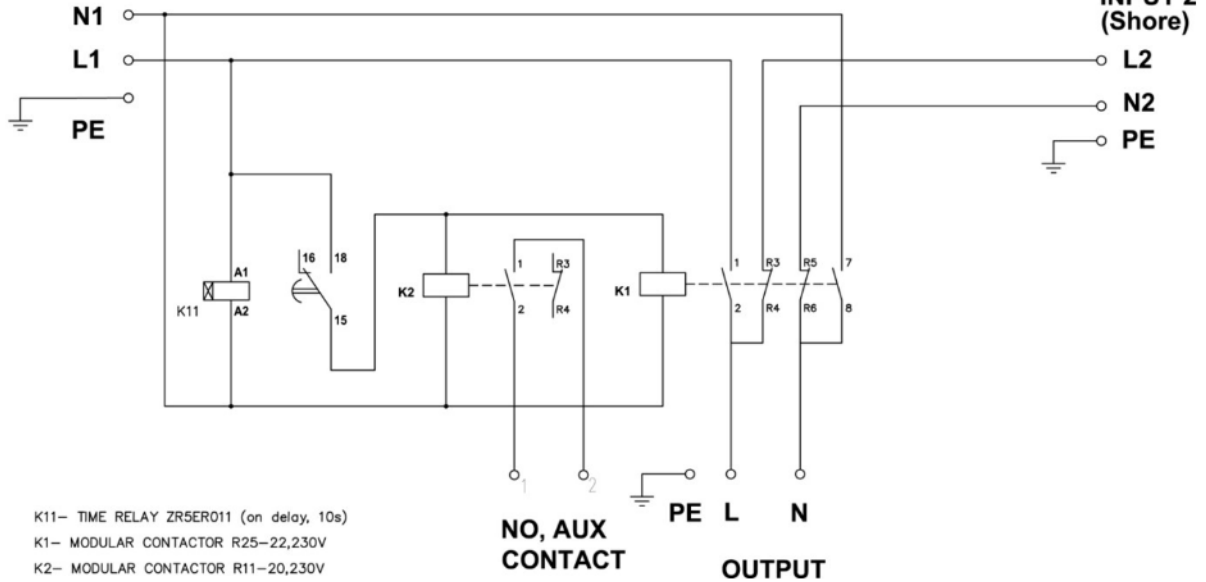 N1
INPUT 2
(Shore)
L1
L2
N2
PE
PE
16
18
A1
A2
K11
15
K2
1
R3
2
R4
K1
1
R3
R5
7
2
R4
R6
8
1
2
PE
L
N
NO, AUX
CONTACT
OUTPUT
K11– TIME RELAY ZR5ER011 (on delay, 10s)
K1– MODULAR CONTACTOR R25–22,230V
K2– MODULAR CONTACTOR R11–20,230V